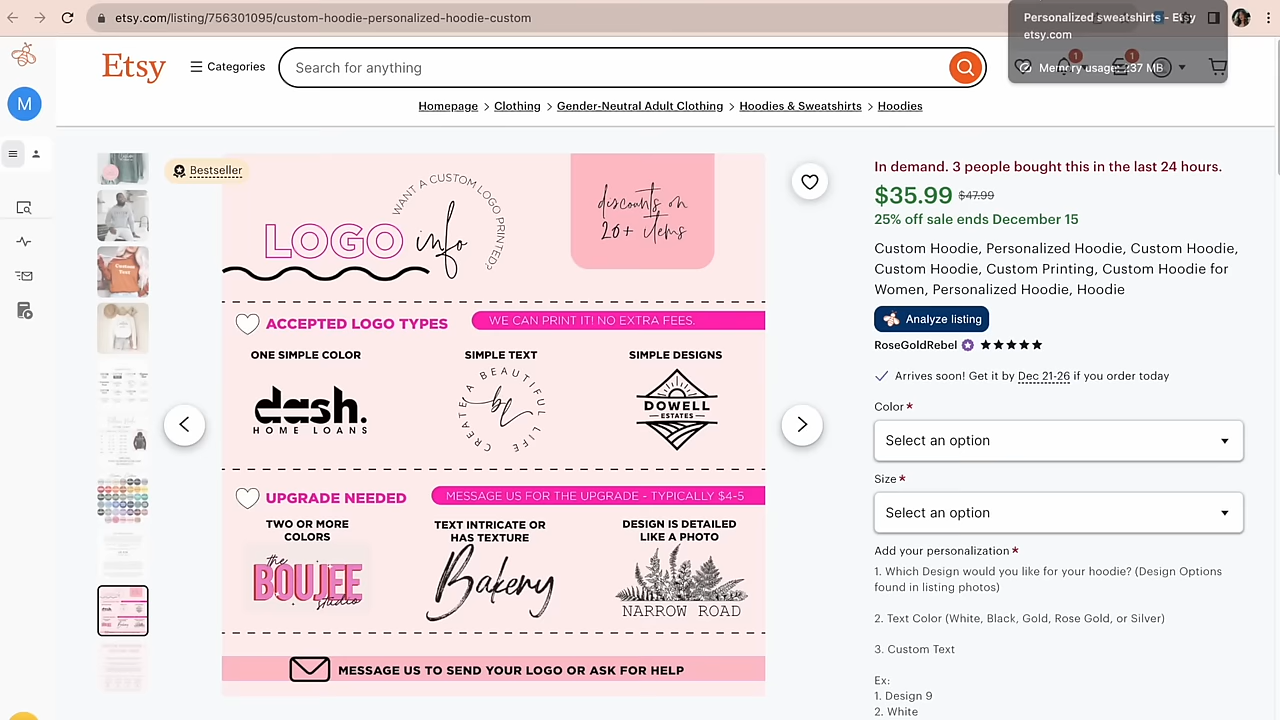 etsy.com/listing/756301095/custom-hoodie-personalized-hoodie-custom
Personalized sweatshirts - Etsy
etsy.com
Memory usage: 237 MB
M
Etsy
Categories
Search for anything
1
1
Homepage > Clothing > Gender-Neutral Adult Clothing > Hoodies & Sweatshirts > Hoodies
Bestseller
WANT A CUSTOM LOGO PRINTED?
LOGO info
discounts on
20+ items
ACCEPTED LOGO TYPES
WE CAN PRINT IT! NO EXTRA FEES.
ONE SIMPLE COLOR
SIMPLE TEXT
SIMPLE DESIGNS
dash.
HOME LOANS
CREATE A BEAUTIFUL LIFE
bl
DOWELL
ESTATES
UPGRADE NEEDED
MESSAGE US FOR THE UPGRADE - TYPICALLY $4-5
TWO OR MORE
COLORS
TEXT INTRICATE OR
HAS TEXTURE
DESIGN IS DETAILED
LIKE A PHOTO
the
BOUJEE
studio
Bakery
NARROW ROAD
MESSAGE US TO SEND YOUR LOGO OR ASK FOR HELP
In demand. 3 people bought this in the last 24 hours.
$35.99 $47.99
25% off sale ends December 15
Custom Hoodie, Personalized Hoodie, Custom Hoodie,
Custom Hoodie, Custom Printing, Custom Hoodie for
Women, Personalized Hoodie, Hoodie
Analyze listing
RoseGoldRebel
Arrives soon! Get it by Dec 21-26 if you order today
Color *
Select an option
Size *
Select an option
Add your personalization *
1. Which Design would you like for your hoodie? (Design Options
found in listing photos)
2. Text Color (White, Black, Gold, Rose Gold, or Silver)
3. Custom Text
Ex:
1. Design 9
2. White